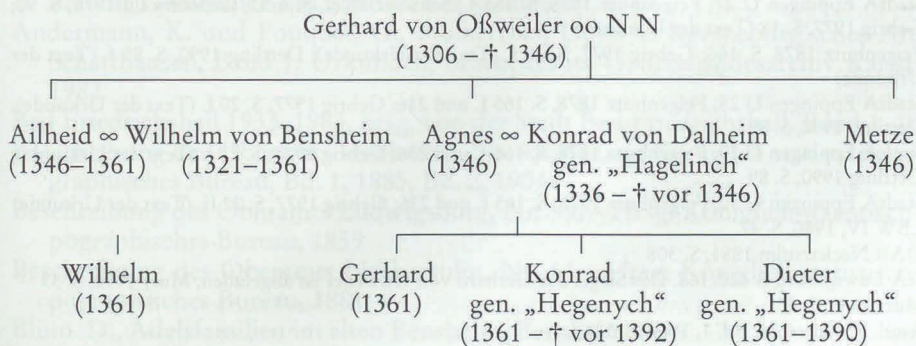 Gerhard von Oßweiler oo N N
(1306 – † 1346)
Ailheid ∞ Wilhelm von Bensheim Agnes ∞ Konrad von Dalheim Metze
(1346–1361) (1321–1361) (1346) gen. „Hagelnich“ (1346)
(1336 – † vor 1346)
Wilhelm Gerhard Konrad Dieter
(1361) (1361) gen. „Hegenych“ gen. „Hegenych“
(1361 – † vor 1392) (1361–1390)